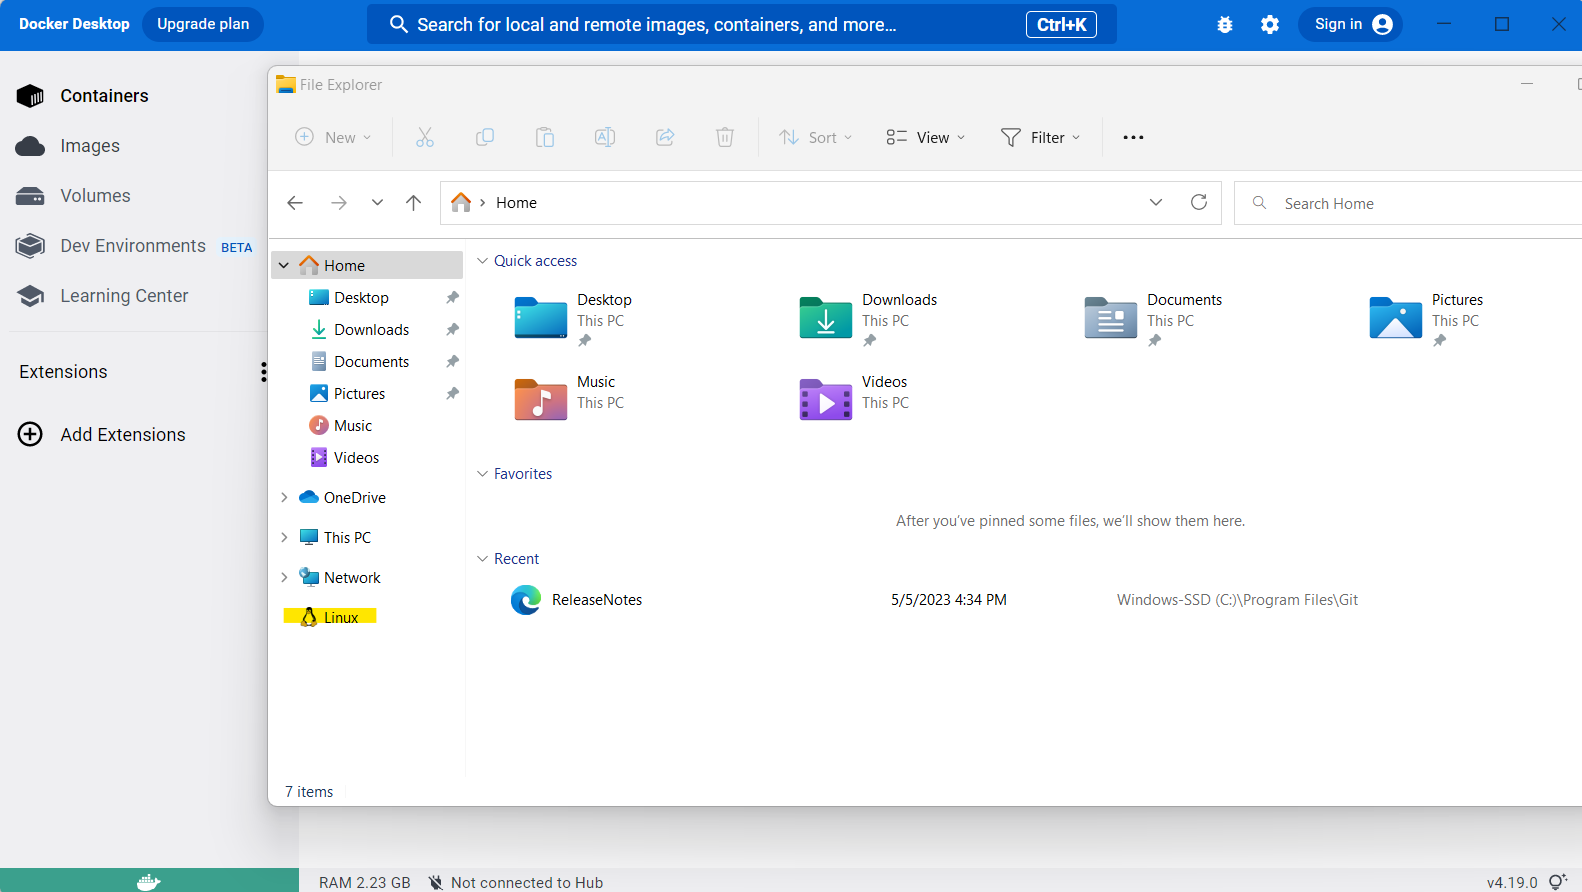 Docker Desktop Upgrade plan Search for local and remote images, containers, and more... Ctrl+K Sign in
Containers
Images
Volumes
Dev Environments BETA
Learning Center
Extensions
Add Extensions
File Explorer
New Sort View Filter
Home Search Home
Home
Desktop
Downloads
Documents
Pictures
Music
Videos
OneDrive
This PC
Network
Linux
Quick access
Desktop
This PC
Downloads
This PC
Documents
This PC
Pictures
This PC
Music
This PC
Videos
This PC
Favorites
After you've pinned some files, we'll show them here.
Recent
ReleaseNotes 5/5/2023 4:34 PM Windows-SSD (C:)\Program Files\Git
7 items
RAM 2.23 GB Not connected to Hub v4.19.0